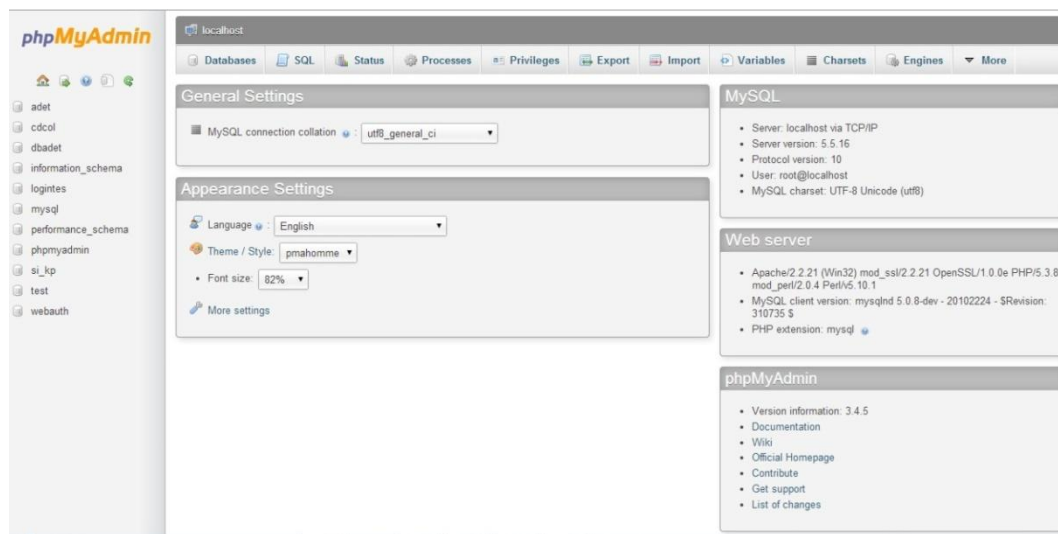 phpMyAdmin
adet
cdcol
dbadet
information_schema
logintes
mysql
performance_schema
phpmyadmin
si_kp
test
webauth
localhost
Databases SQL Status Processes Privileges Export Import Variables Charsets Engines More
General Settings
MySQL connection collation : utf8_general_ci
Appearance Settings
Language : English
Theme / Style: pmahomme
Font size: 82%
More settings
MySQL
Server: localhost via TCP/IP
Server version: 5.5.16
Protocol version: 10
User: root@localhost
MySQL charset: UTF-8 Unicode (utf8)
Web server
Apache/2.2.21 (Win32) mod_ssl/2.2.21 OpenSSL/1.0.0e PHP/5.3.8
mod_perl/2.0.4 Perl/v5.10.1
MySQL client version: mysqlnd 5.0.8-dev - 20102224 - $Revision:
310735 $
PHP extension: mysql
phpMyAdmin
Version information: 3.4.5
Documentation
Wiki
Official Homepage
Contribute
Get support
List of changes